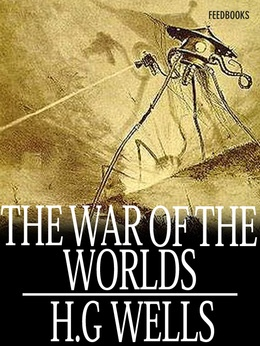 FEEDBOOKS
THE WAR OF THE
WORLDS
H.G WELLS